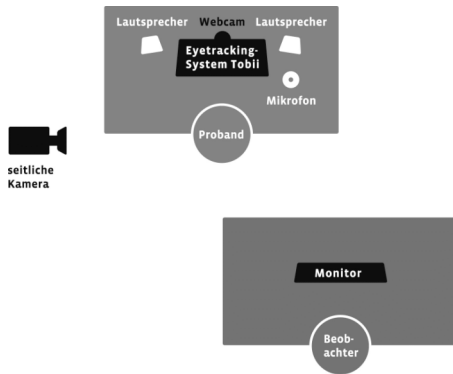 Lautsprecher Webcam Lautsprecher
Eyetracking-
System Tobii
Mikrofon
Proband
seitliche
Kamera
Monitor
Beob-
achter